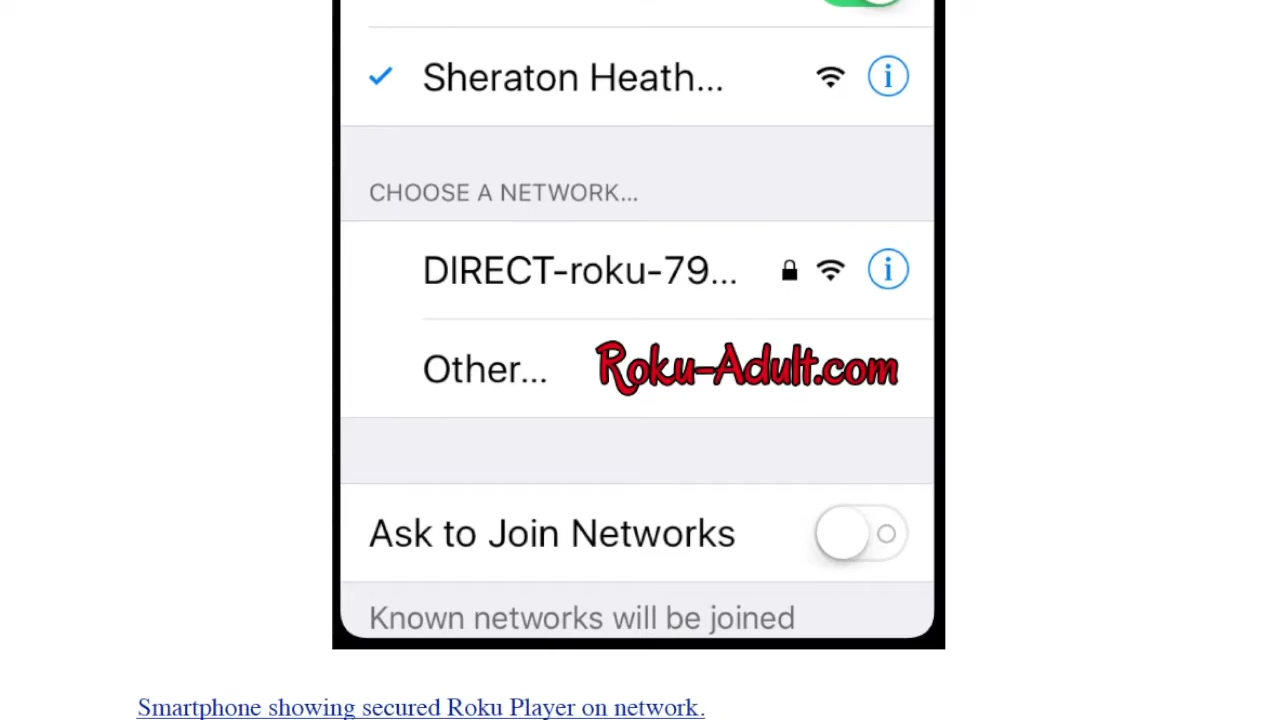 Sheraton Heath...
CHOOSE A NETWORK...
DIRECT-roku-79...
Other...
Roku-Adult.com
Ask to Join Networks
Known networks will be joined
Smartphone showing secured Roku Player on network.